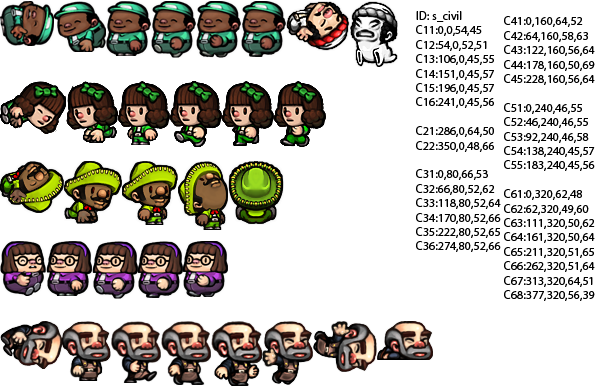 ID: s_civil
C11:0,0,54,45
C12:54,0,52,51
C13:106,0,45,55
C14:151,0,45,57
C15:196,0,45,57
C16:241,0,45,56
C21:286,0,64,50
C22:350,0,48,66
C31:0,80,66,53
C32:66,80,52,62
C33:118,80,52,64
C34:170,80,52,66
C35:222,80,52,65
C36:274,80,52,66
C41:0,160,64,52
C42:64,160,58,63
C43:122,160,56,64
C44:178,160,50,69
C45:228,160,56,64
C51:0,240,46,55
C52:46,240,46,55
C53:92,240,46,58
C54:138,240,45,57
C55:183,240,45,56
C61:0,320,62,48
C62:62,320,49,60
C63:111,320,50,62
C64:161,320,50,64
C65:211,320,51,65
C66:262,320,51,64
C67:313,320,64,51
C68:377,320,56,39